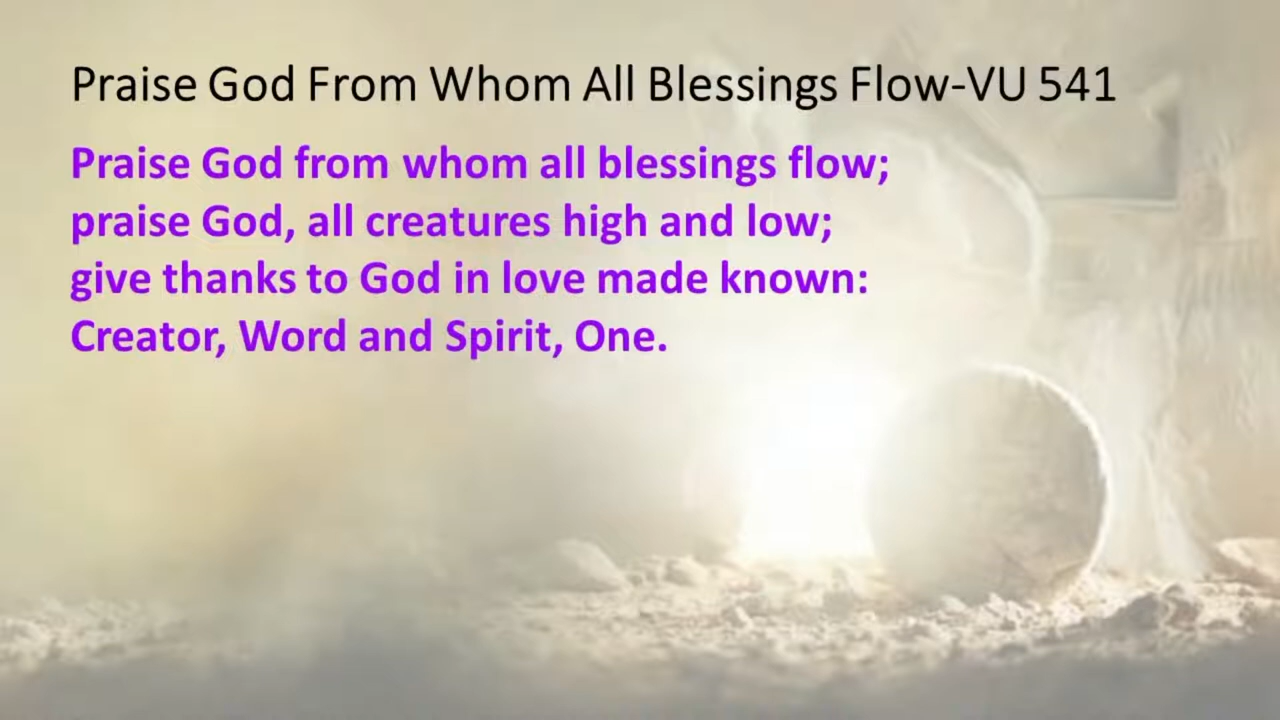 Praise God From Whom All Blessings Flow-VU 541
Praise God from whom all blessings flow;
praise God, all creatures high and low;
give thanks to God in love made known:
Creator, Word and Spirit, One.